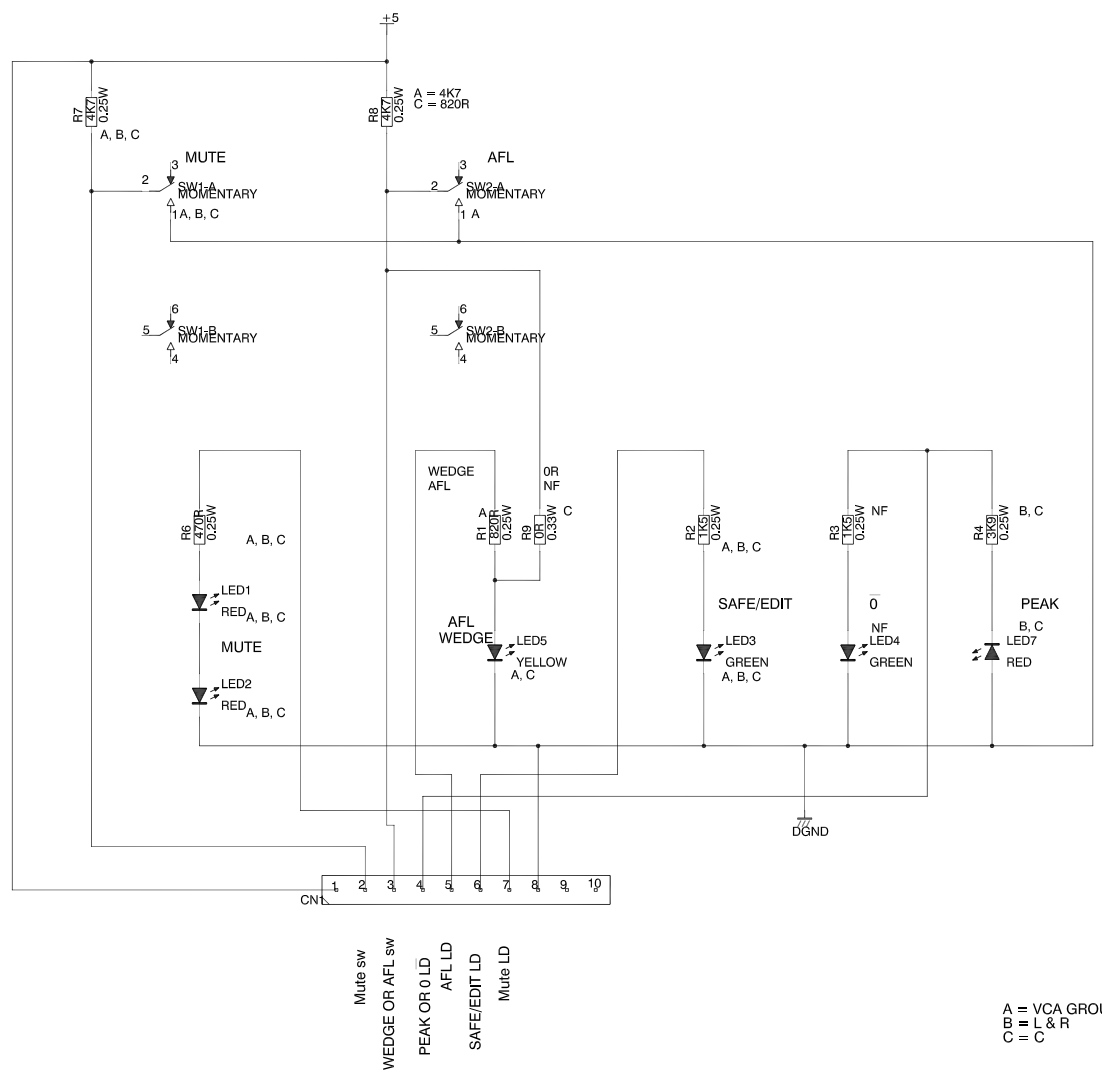 +5
R7
4K7
0.25W
A, B, C
R8
4K7
0.25W
A = 4K7
C = 820R
MUTE
3
2
SW1-A
MOMENTARY
1
A, B, C
AFL
3
2
SW2-A
MOMENTARY
1
A
6
5
SW1-B
MOMENTARY
4
6
5
SW2-B
MOMENTARY
4
WEDGE
AFL
0R
NF
R6
470R
0.25W
A, B, C
A
R1
820R
0.25W
R9
0R
0.33W
C
R2
1K5
0.25W
A, B, C
R3
1K5
0.25W
NF
R4
3K9
0.25W
B, C
LED1
RED
A, B, C
MUTE
LED2
RED
A, B, C
AFL
WEDGE
LED5
YELLOW
A, C
SAFE/EDIT
LED3
GREEN
A, B, C
0̅
NF
LED4
GREEN
PEAK
B, C
LED7
RED
DGND
CN1
1 2 3 4 5 6 7 8 9 10
Mute sw
WEDGE OR AFL sw
PEAK OR 0 L̅D̅
AFL LD
SAFE/EDIT LD
Mute LD
A = VCA GROU
B = L & R
C = C